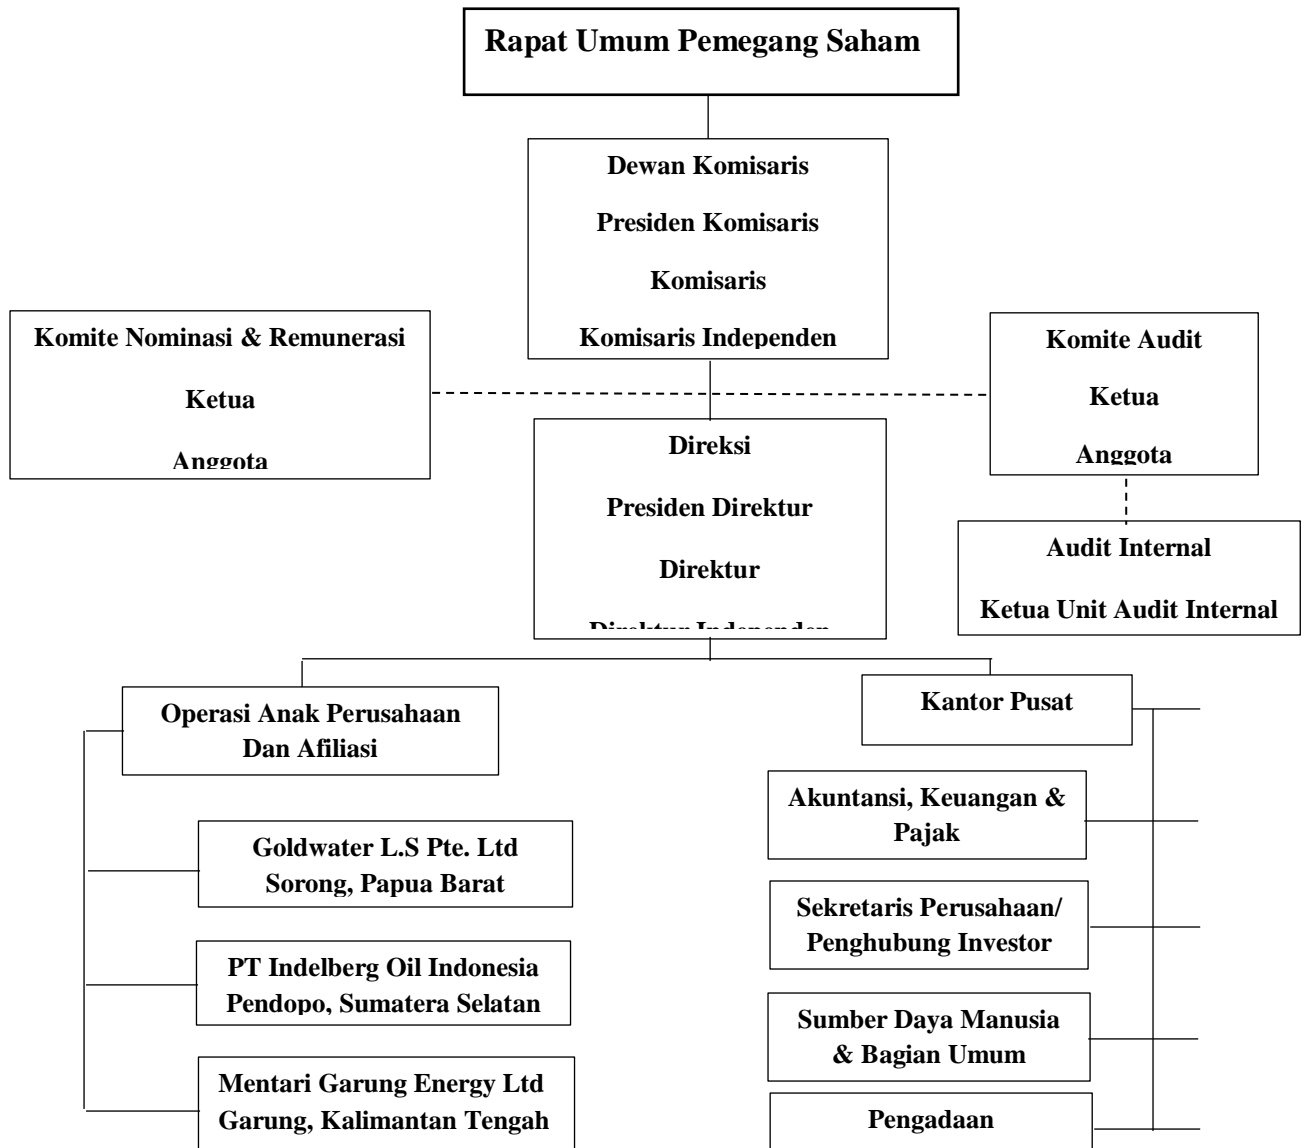 Rapat Umum Pemegang Saham
Dewan Komisaris
Presiden Komisaris
Komisaris
Komisaris Independen
Komite Nominasi & Remunerasi
Ketua
Anggota
Komite Audit
Ketua
Anggota
Direksi
Presiden Direktur
Direktur
Direktur Independen
Audit Internal
Ketua Unit Audit Internal
Operasi Anak Perusahaan
Dan Afiliasi
Goldwater L.S Pte. Ltd
Sorong, Papua Barat
PT Indelberg Oil Indonesia
Pendopo, Sumatera Selatan
Mentari Garung Energy Ltd
Garung, Kalimantan Tengah
Kantor Pusat
Akuntansi, Keuangan &
Pajak
Sekretaris Perusahaan/
Penghubung Investor
Sumber Daya Manusia
& Bagian Umum
Pengadaan